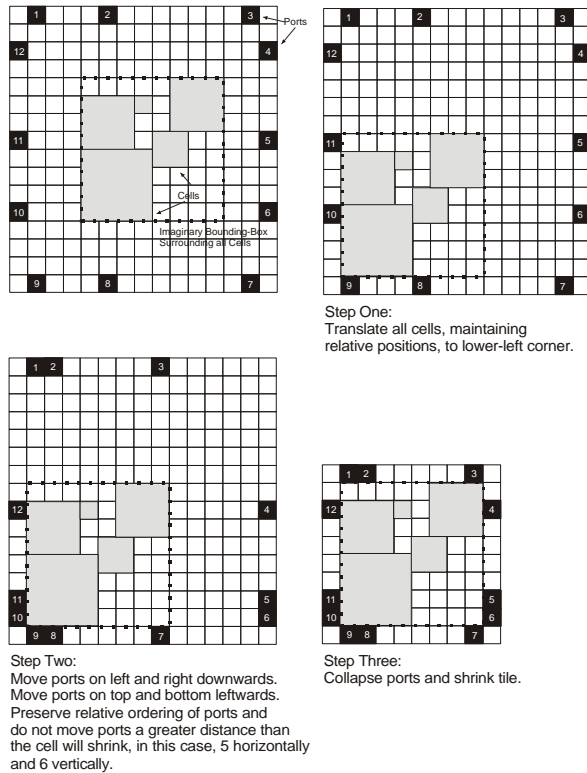 1 2 3 Ports
12 4
11 5
Cells
10 6
Imaginary Bounding-Box
Surrounding all Cells
9 8 7
1 2 3
12 4
11 5
10 6
9 8 7
Step One:
Translate all cells, maintaining
relative positions, to lower-left corner.
1 2 3
12 4
11 5
10 6
9 8 7
Step Two:
Move ports on left and right downwards.
Move ports on top and bottom leftwards.
Preserve relative ordering of ports and
do not move ports a greater distance than
the cell will shrink, in this case, 5 horizontally
and 6 vertically.
1 2 3
12 4
11 5
10 6
9 8 7
Step Three:
Collapse ports and shrink tile.